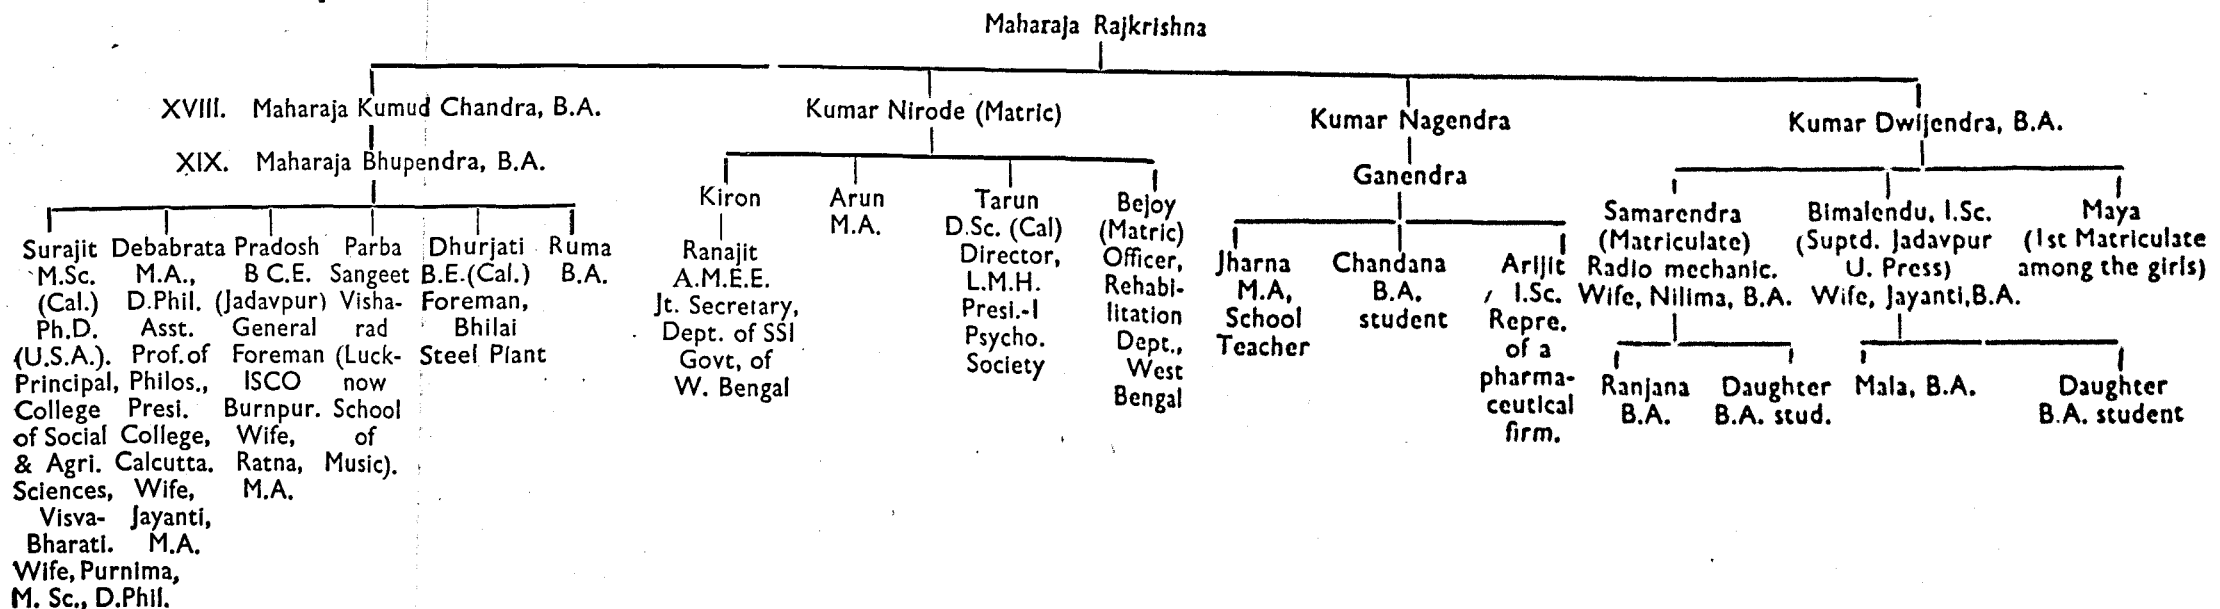 Maharaja Rajkrishna
XVIII. Maharaja Kumud Chandra, B.A.
Kumar Nirode (Matric)
Kumar Nagendra
Kumar Dwijendra, B.A.
XIX. Maharaja Bhupendra, B.A.
Surajit
M.Sc.
(Cal.)
Ph.D.
(U.S.A.).
Principal,
College
of Social
& Agri.
Sciences,
Visva-
Bharati.
Wife, Purnima,
M. Sc., D.Phil.
Debabrata
M.A.,
D.Phil.
Asst.
Prof. of
Philos.,
Presi.
College,
Calcutta.
Wife,
Jayanti,
M.A.
Pradosh
B C.E.
(Jadavpur)
General
Foreman
ISCO
Burnpur.
Wife,
Ratna,
M.A.
Parba
Sangeet
Visha-
rad
(Luck-
now
School
of
Music).
Dhurjati
B.E.(Cal.)
Foreman,
Bhilai
Steel Plant
Ruma
B.A.
Kiron
Ranajit
A.M.E.E.
Jt. Secretary,
Dept. of SSI
Govt, of
W. Bengal
Arun
M.A.
Tarun
D.Sc. (Cal)
Director,
L.M.H.
Presi.-I
Psycho.
Society
Bejoy
(Matric)
Officer,
Rehabi-
litation
Dept.,
West
Bengal
Ganendra
Jharna
M.A,
School
Teacher
Chandana
B.A.
student
Arijit
I.Sc.
Repre.
of a
pharma-
ceutical
firm.
Samarendra
(Matriculate)
Radio mechanic.
Wife, Nilima, B.A.
Ranjana
B.A.
Daughter
B.A. stud.
Bimalendu, I.Sc.
(Suptd. Jadavpur
U. Press)
Wife, Jayanti,B.A.
Mala, B.A.
Daughter
B.A. student
Maya
(1st Matriculate
among the girls)